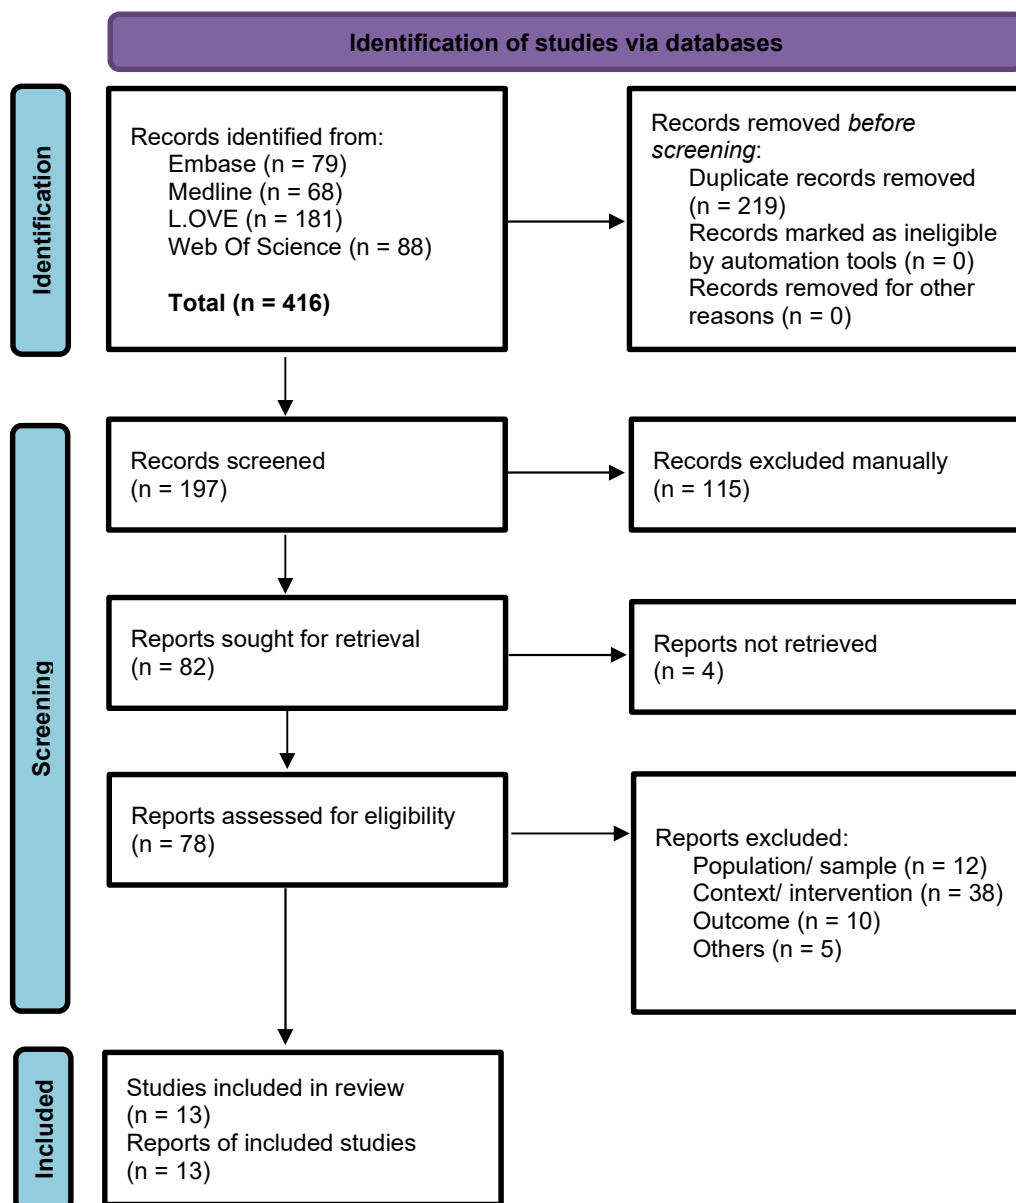 Identification of studies via databases
Identification
Records identified from:
Embase (n = 79)
Medline (n = 68)
L.OVE (n = 181)
Web Of Science (n = 88)
Total (n = 416)
Records removed before
screening:
Duplicate records removed
(n = 219)
Records marked as ineligible
by automation tools (n = 0)
Records removed for other
reasons (n = 0)
Screening
Records screened
(n = 197)
Records excluded manually
(n = 115)
Reports sought for retrieval
(n = 82)
Reports not retrieved
(n = 4)
Reports assessed for eligibility
(n = 78)
Reports excluded:
Population/ sample (n = 12)
Context/ intervention (n = 38)
Outcome (n = 10)
Others (n = 5)
Included
Studies included in review
(n = 13)
Reports of included studies
(n = 13)